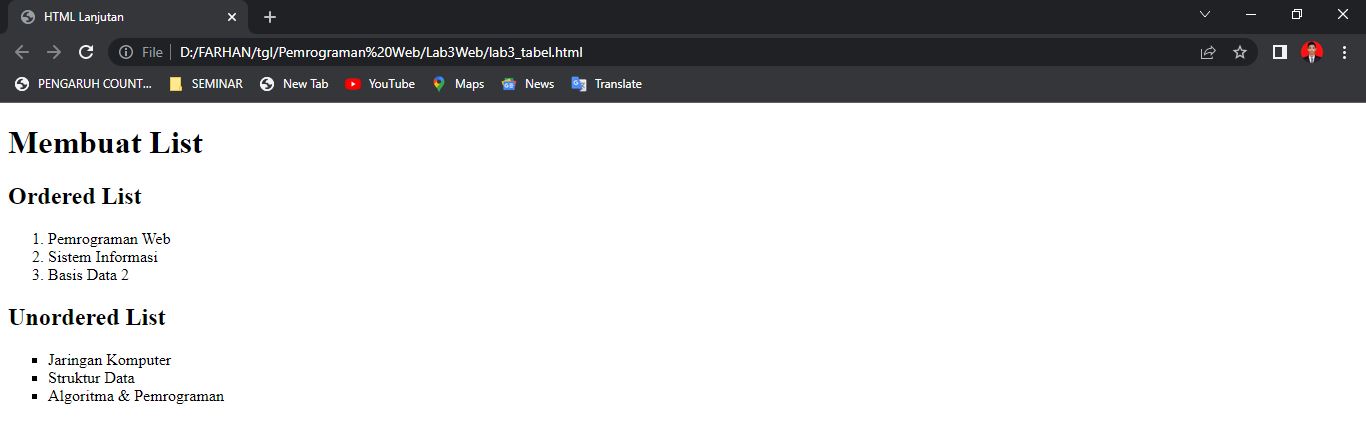 HTML Lanjutan
File D:/FARHAN/tgl/Pemrograman%20Web/Lab3Web/lab3_tabel.html
PENGARUH COUNT... SEMINAR New Tab YouTube Maps News Translate
Membuat List
Ordered List
1. Pemrograman Web
2. Sistem Informasi
3. Basis Data 2
Unordered List
▪ Jaringan Komputer
▪ Struktur Data
▪ Algoritma & Pemrograman